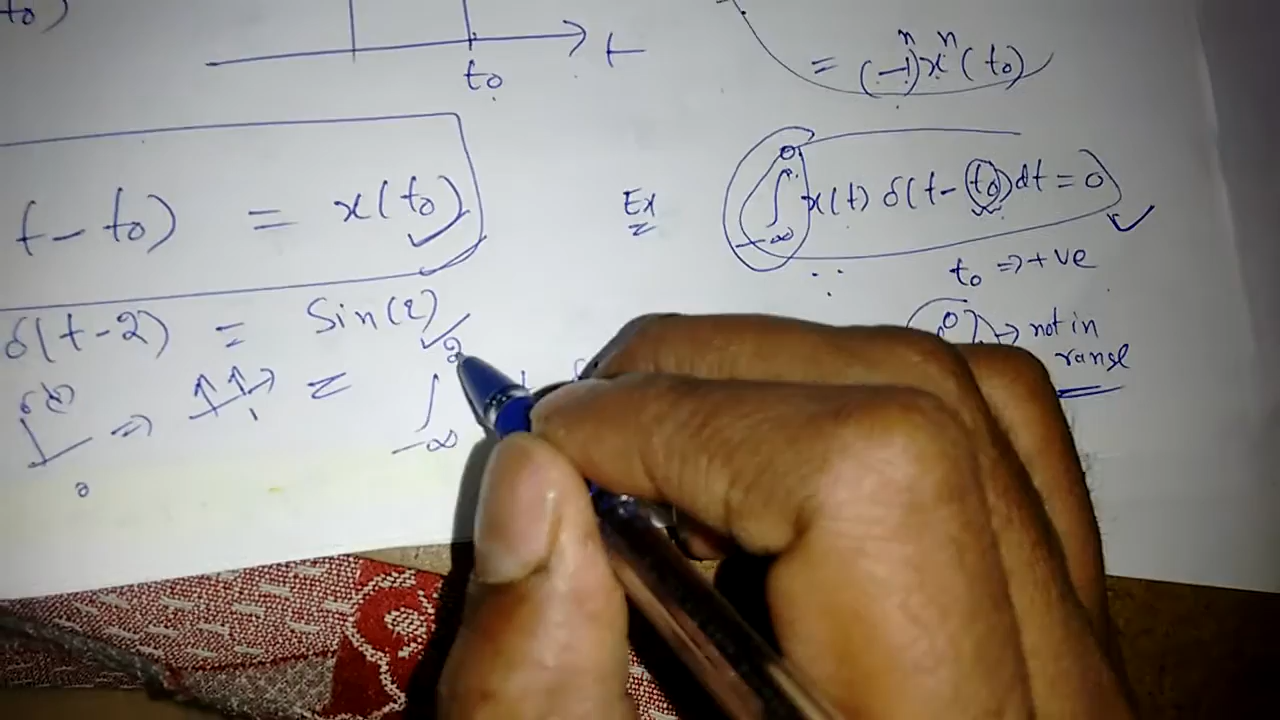 t₀)
t
t₀
= (-1)ⁿ xⁿ(t₀)
t-t₀) = x(t₀)
Ex
∫₋∞⁰ x(t) δ(t-t₀)dt = 0
t₀ ⇒ +ve
δ(t-2) = Sin(2)
0 → not in
range
⇒ =
∫ -∞